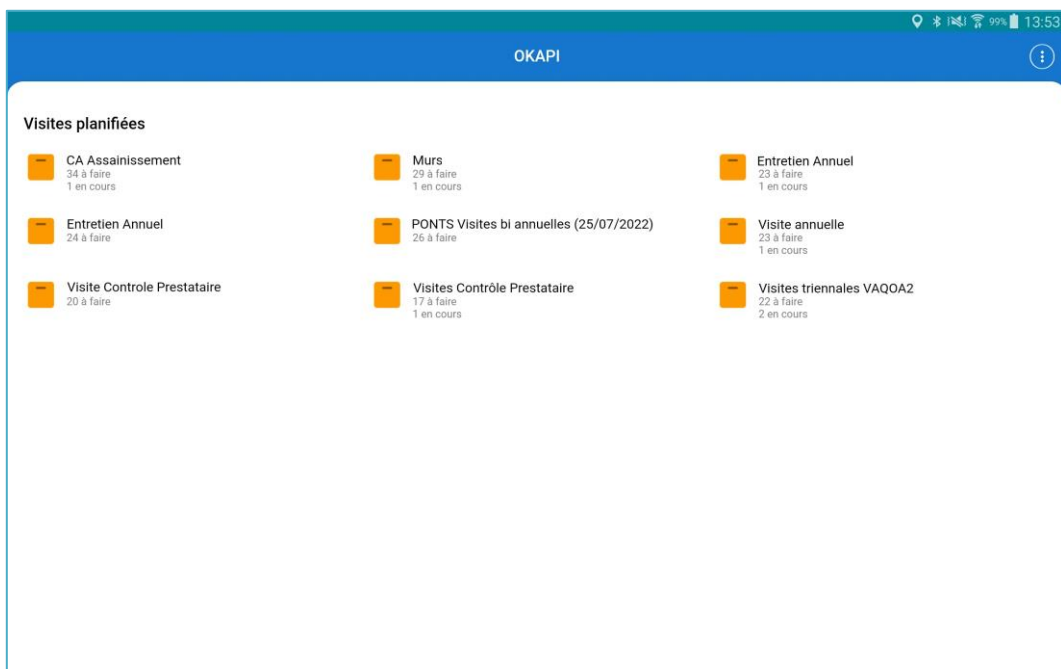 99% 13:53
OKAPI
Visites planifiées
CA Assainissement
34 à faire
1 en cours
Murs
29 à faire
1 en cours
Entretien Annuel
23 à faire
1 en cours
Entretien Annuel
24 à faire
PONTS Visites bi annuelles (25/07/2022)
26 à faire
Visite annuelle
23 à faire
1 en cours
Visite Controle Prestataire
20 à faire
Visites Contrôle Prestataire
17 à faire
1 en cours
Visites triennales VAQOA2
22 à faire
2 en cours